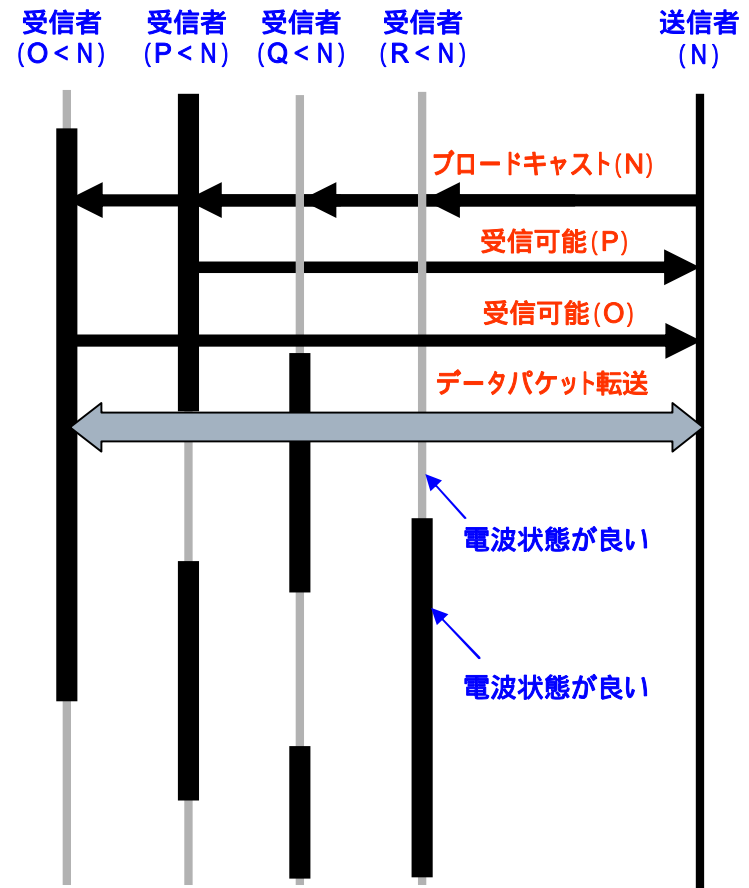 受信者 受信者 受信者 受信者 送信者
(O<N) (P<N) (Q<N) (R<N) (N)
ブロードキャスト(N)
受信可能(P)
受信可能(O)
データパケット転送
電波状態が良い
電波状態が良い